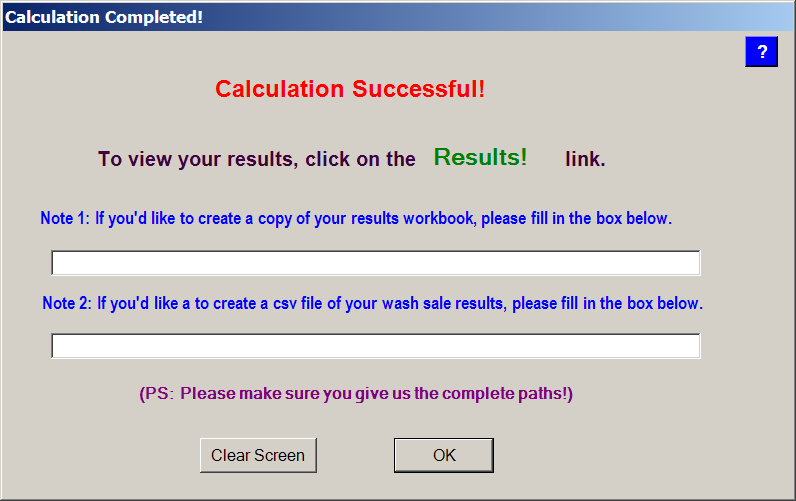 Calculation Completed!
?
Calculation Successful!
To view your results, click on the Results! link.
Note 1: If you'd like to create a copy of your results workbook, please fill in the box below.
Note 2: If you'd like a to create a csv file of your wash sale results, please fill in the box below.
(PS: Please make sure you give us the complete paths!)
Clear Screen OK